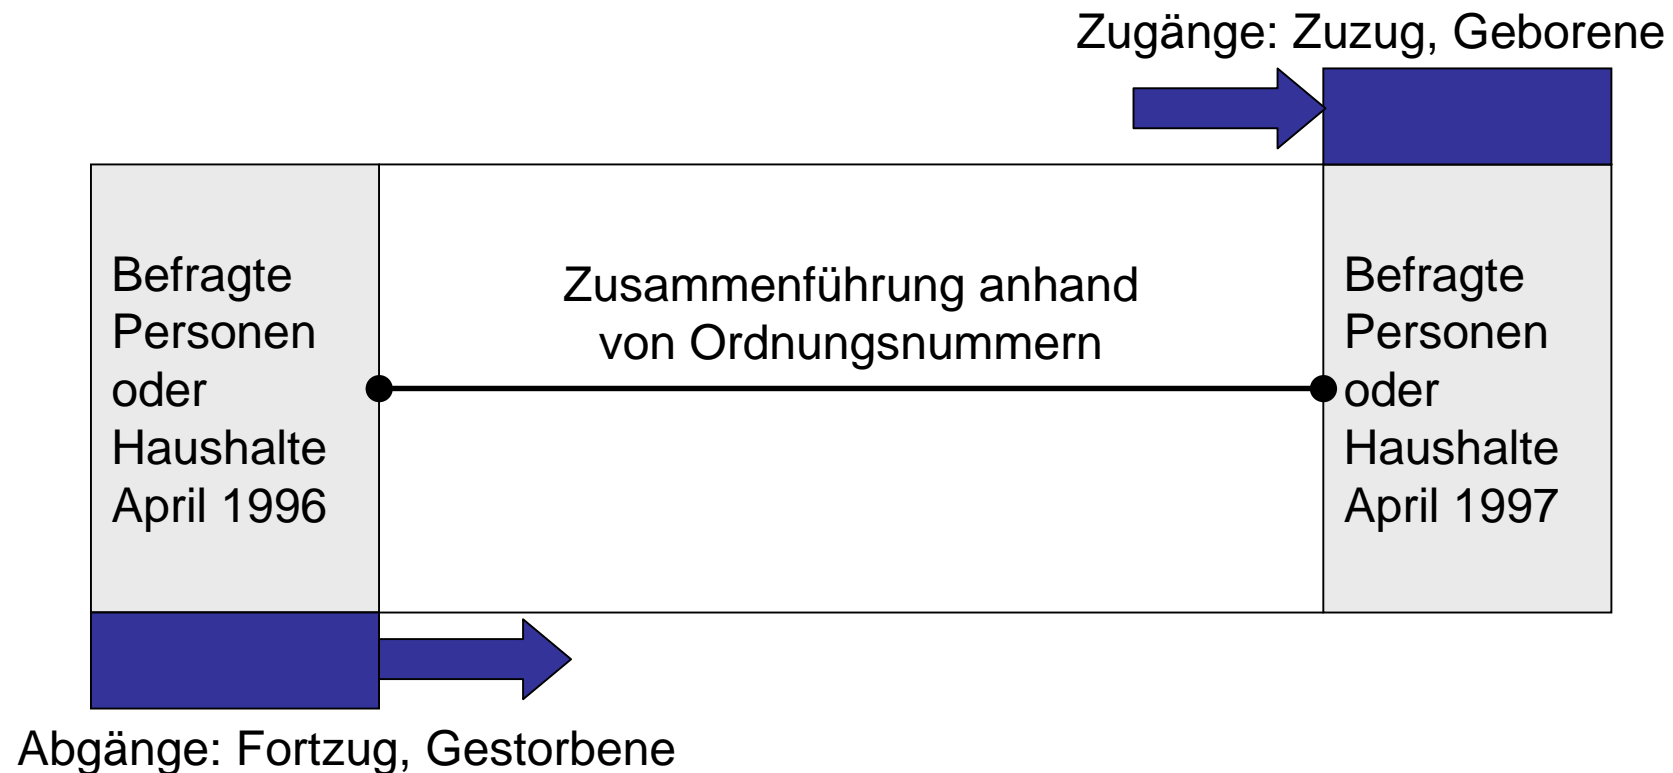 Zugänge: Zuzug, Geborene
Befragte
Personen
oder
Haushalte
April 1996
Zusammenführung anhand
von Ordnungsnummern
Befragte
Personen
oder
Haushalte
April 1997
Abgänge: Fortzug, Gestorbene